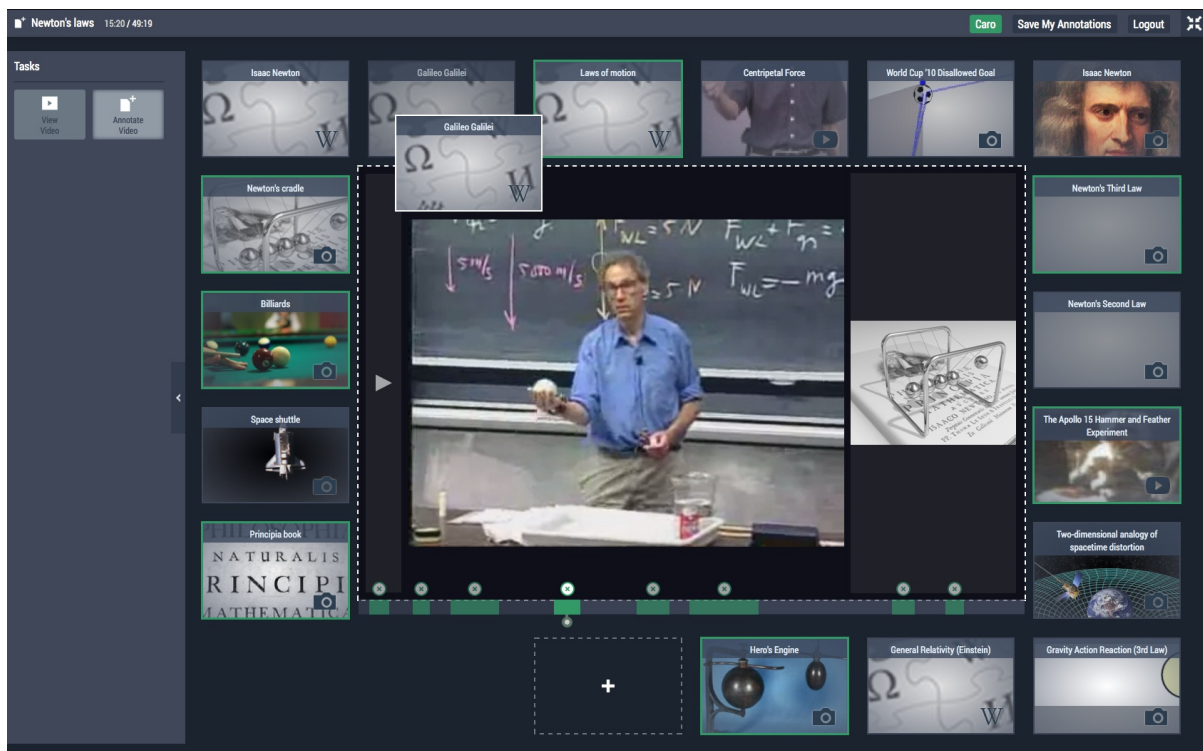 Newton's laws 15:20 / 49:19
Caro Save My Annotations Logout
Tasks
View
Video
Annotate
Video
Isaac Newton
Galileo Galilei
Laws of motion
Centripetal Force
World Cup '10 Disallowed Goal
Isaac Newton
Ω W
Galileo Galilei
Ω W
Newton's cradle
Newton's Third Law
5 m/s
5000 m/s
F_WL = 5 N
= 5 N
F_WL + F_n =
F_WL = -mg
Billiards
Newton's Second Law
Space shuttle
The Apollo 15 Hammer and Feather
Experiment
Principia book
NATURALIS
RINCIPI
MATHEMATICA
Two-dimensional analogy of
spacetime distortion
+
Hero's Engine
General Relativity (Einstein)
Ω W
Gravity Action Reaction (3rd Law)